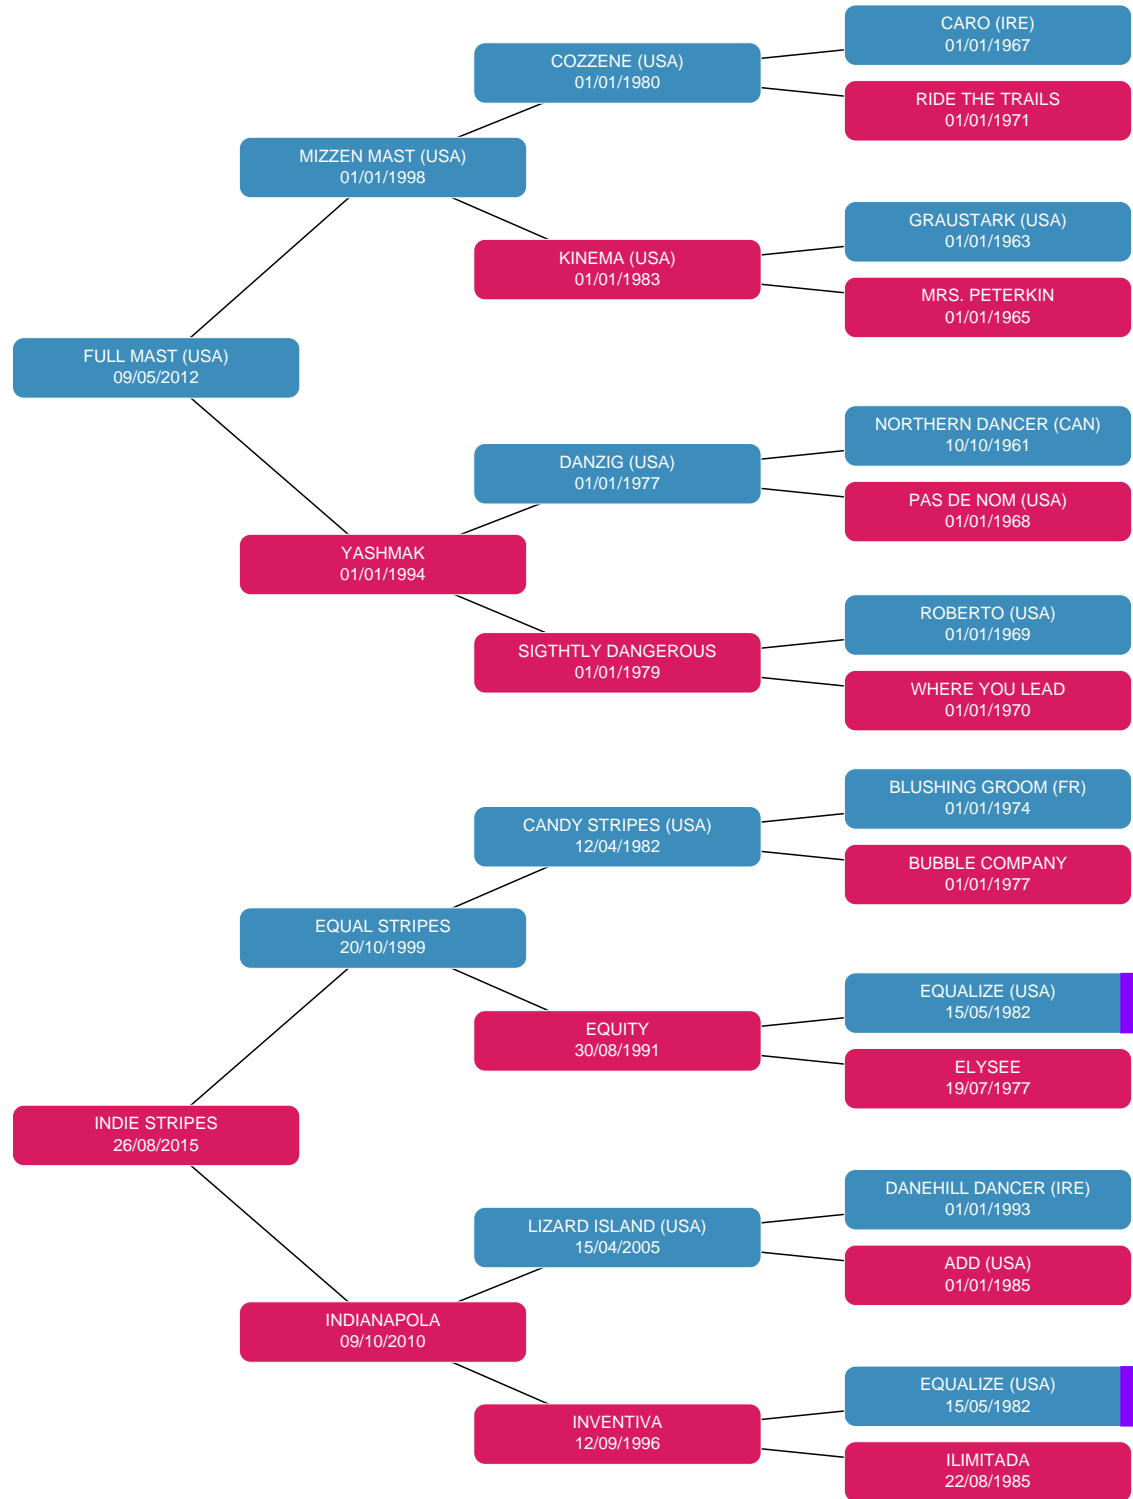 CARO (IRE)
01/01/1967
COZZENE (USA)
01/01/1980
RIDE THE TRAILS
01/01/1971
MIZZEN MAST (USA)
01/01/1998
GRAUSTARK (USA)
01/01/1963
KINEMA (USA)
01/01/1983
MRS. PETERKIN
01/01/1965
FULL MAST (USA)
09/05/2012
NORTHERN DANCER (CAN)
10/10/1961
DANZIG (USA)
01/01/1977
PAS DE NOM (USA)
01/01/1968
YASHMAK
01/01/1994
ROBERTO (USA)
01/01/1969
SIGTHTLY DANGEROUS
01/01/1979
WHERE YOU LEAD
01/01/1970
BLUSHING GROOM (FR)
01/01/1974
CANDY STRIPES (USA)
12/04/1982
BUBBLE COMPANY
01/01/1977
EQUAL STRIPES
20/10/1999
EQUALIZE (USA)
15/05/1982
EQUITY
30/08/1991
ELYSEE
19/07/1977
INDIE STRIPES
26/08/2015
DANEHILL DANCER (IRE)
01/01/1993
LIZARD ISLAND (USA)
15/04/2005
ADD (USA)
01/01/1985
INDIANAPOLA
09/10/2010
EQUALIZE (USA)
15/05/1982
INVENTIVA
12/09/1996
ILIMITADA
22/08/1985